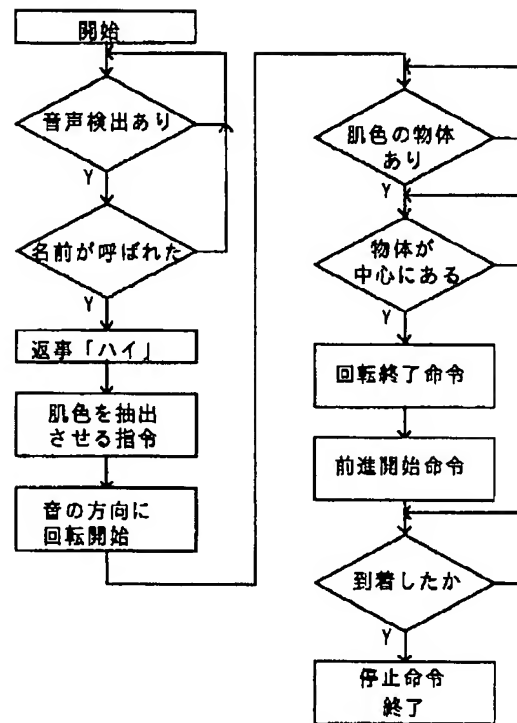 開始
音声検出あり
Y
名前が呼ばれた
Y
返事「ハイ」
肌色を抽出
させる指令
音の方向に
回転開始
肌色の物体
あり
Y
物体が
中心にある
Y
回転終了命令
前進開始命令
到着したか
Y
停止命令
終了